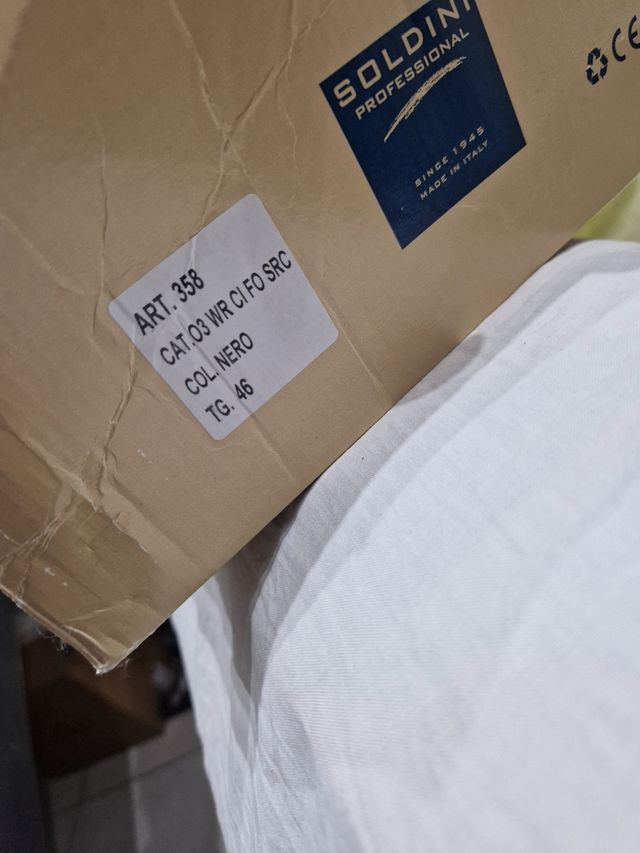 SOLDINI
PROFESSIONAL
SINCE 1945
MADE IN ITALY
CE
ART. 358
CAT.O3 WR CI FO SRC
COL. NERO
TG. 46